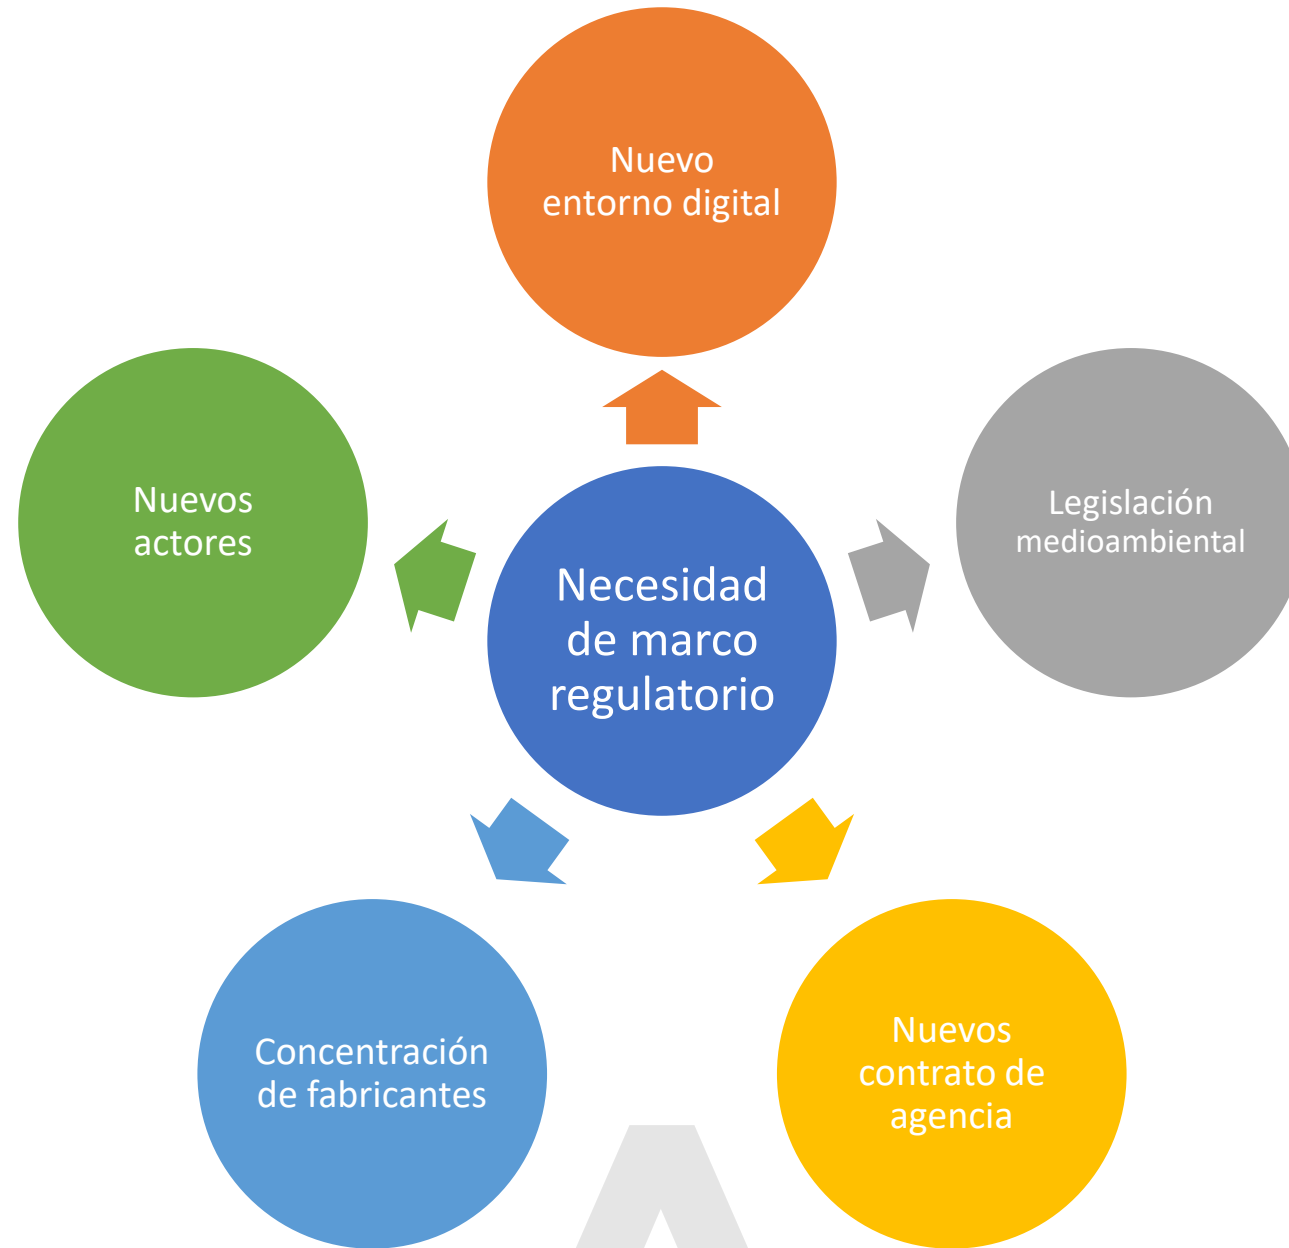 Nuevo
entorno digital
Nuevos
actores
Legislación
medioambiental
Necesidad
de marco
regulatorio
Concentración
de fabricantes
Nuevos
contrato de
agencia
A